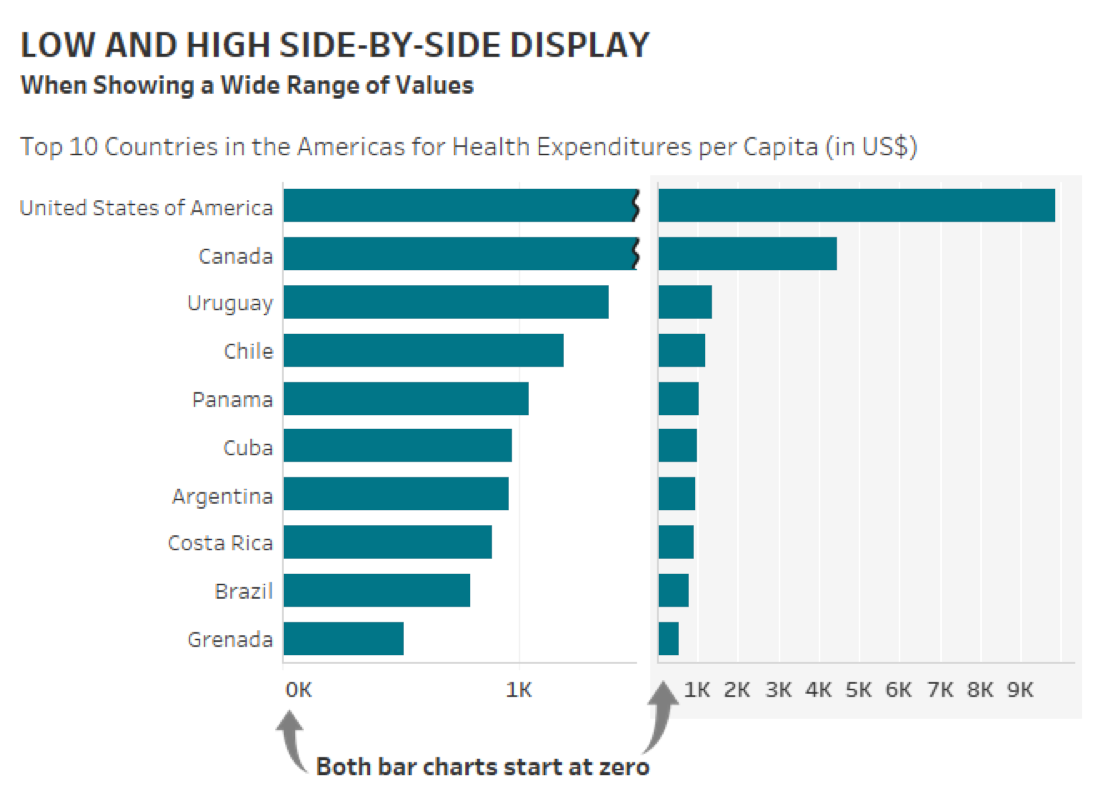 LOW AND HIGH SIDE-BY-SIDE DISPLAY
When Showing a Wide Range of Values
Top 10 Countries in the Americas for Health Expenditures per Capita (in US$)
United States of America
Canada
Uruguay
Chile
Panama
Cuba
Argentina
Costa Rica
Brazil
Grenada
0K 1K 1K 2K 3K 4K 5K 6K 7K 8K 9K
Both bar charts start at zero